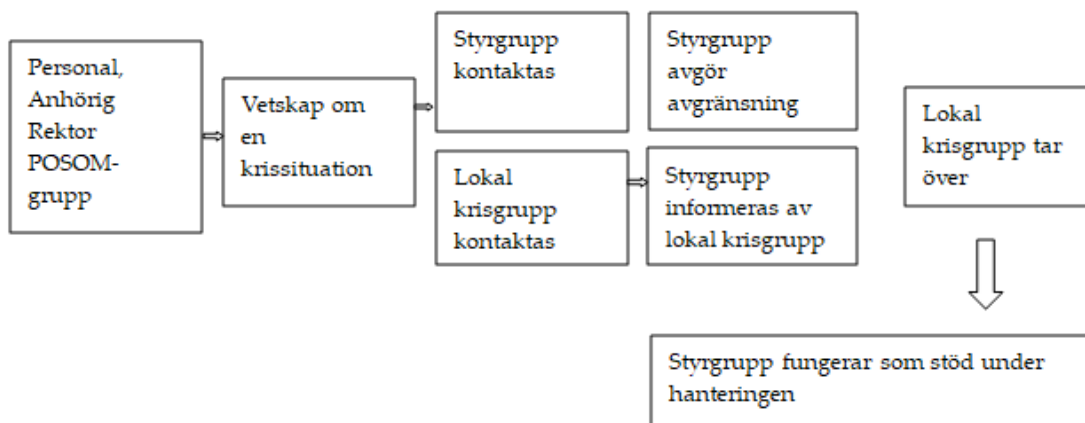 Personal,
Anhörig
Rektor
POSOM-
grupp
Vetskap om
en
krissituation
Styrgrupp
kontaktas
Styrgrupp
avgör
avgränsning
Lokal
krisgrupp
kontaktas
Styrgrupp
informeras av
lokal krisgrupp
Lokal
krisgrupp tar
över
Styrgrupp fungerar som stöd under
hanteringen